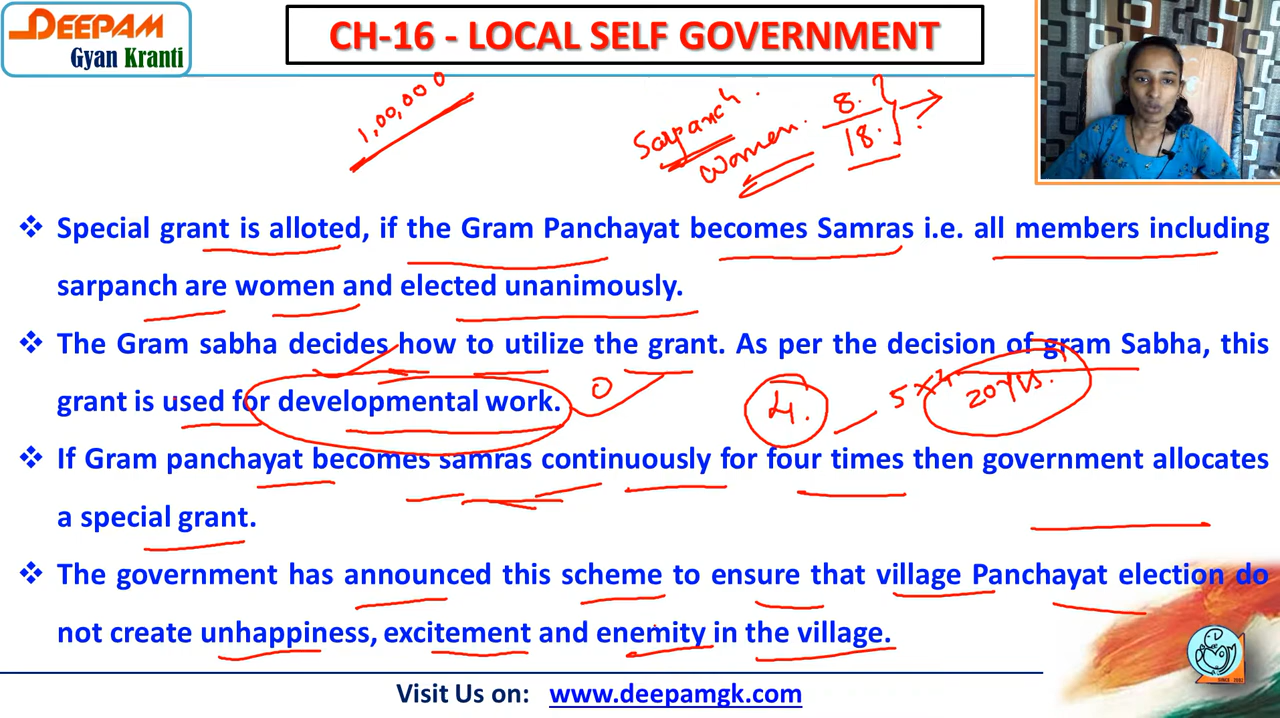 DEEPAM
Gyan Kranti
CH-16 - LOCAL SELF GOVERNMENT
1,00,000
Sarpanch.
Women.
8.
18.
?
❖ Special grant is alloted, if the Gram Panchayat becomes Samras i.e. all members including
sarpanch are women and elected unanimously.
❖ The Gram sabha decides how to utilize the grant. As per the decision of gram Sabha, this
grant is used for developmental work.
0
4.
5x4
20yrs.
❖ If Gram panchayat becomes samras continuously for four times then government allocates
a special grant.
❖ The government has announced this scheme to ensure that village Panchayat election do
not create unhappiness, excitement and enemity in the village.
Visit Us on: www.deepamgk.com